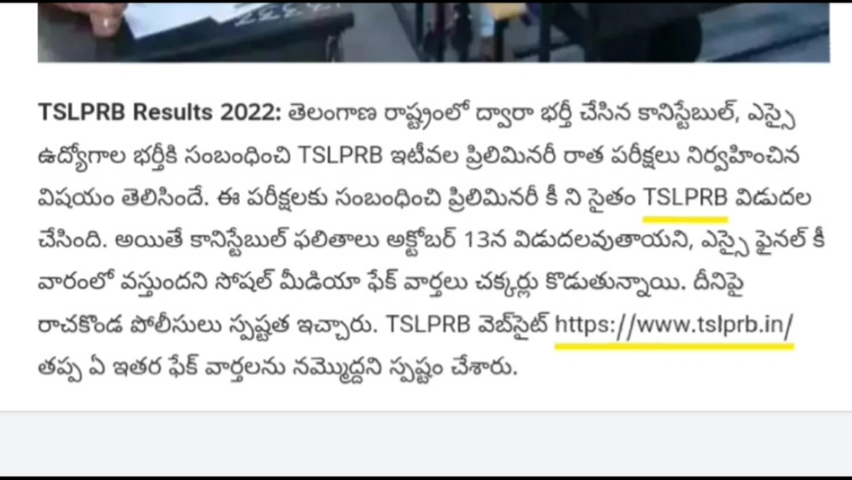 TSLPRB Results 2022: తెలంగాణ రాష్ట్రంలో ద్వారా భర్తీ చేసిన కానిస్టేబుల్, ఎస్సై
ఉద్యోగాల భర్తీకి సంబంధించి TSLPRB ఇటీవల ప్రిలిమినరీ రాత పరీక్షలు నిర్వహించిన
విషయం తెలిసిందే. ఈ పరీక్షలకు సంబంధించి ప్రిలిమినరీ కీ ని సైతం TSLPRB విడుదల
చేసింది. అయితే కానిస్టేబుల్ ఫలితాలు అక్టోబర్ 13న విడుదలవుతాయని, ఎస్సై ఫైనల్ కీ
వారంలో వస్తుందని సోషల్ మీడియా ఫేక్ వార్తలు చక్కర్లు కొడుతున్నాయి. దీనిపై
రాచకొండ పోలీసులు స్పష్టత ఇచ్చారు. TSLPRB వెబ్‌సైట్ https://www.tslprb.in/
తప్ప ఏ ఇతర ఫేక్ వార్తలను నమ్మొద్దని స్పష్టం చేశారు.